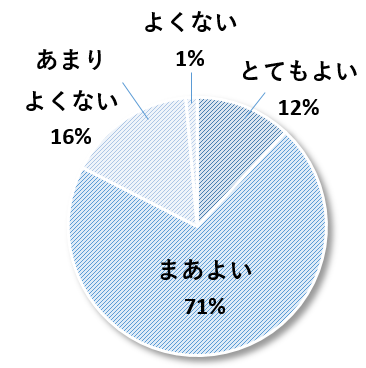 よくない
1%
とてもよい
12%
まあよい
71%
あまり
よくない
16%